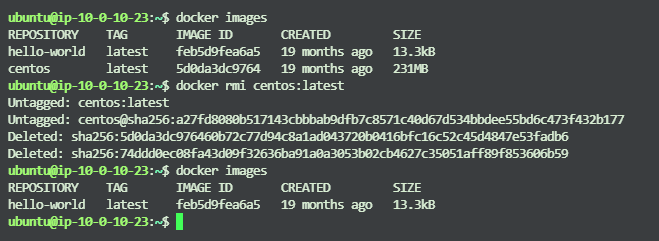 ubuntu@ip-10-0-10-23:~$ docker images
REPOSITORY TAG IMAGE ID CREATED SIZE
hello-world latest feb5d9fea6a5 19 months ago 13.3kB
centos latest 5d0da3dc9764 19 months ago 231MB
ubuntu@ip-10-0-10-23:~$ docker rmi centos:latest
Untagged: centos:latest
Untagged: centos@sha256:a27fd8080b517143cbbbab9dfb7c8571c40d67d534bbdee55bd6c473f432b177
Deleted: sha256:5d0da3dc976460b72c77d94c8a1ad043720b0416bfc16c52c45d4847e53fadb6
Deleted: sha256:74ddd0ec08fa43d09f32636ba91a0a3053b02cb4627c35051aff89f853606b59
ubuntu@ip-10-0-10-23:~$ docker images
REPOSITORY TAG IMAGE ID CREATED SIZE
hello-world latest feb5d9fea6a5 19 months ago 13.3kB
ubuntu@ip-10-0-10-23:~$